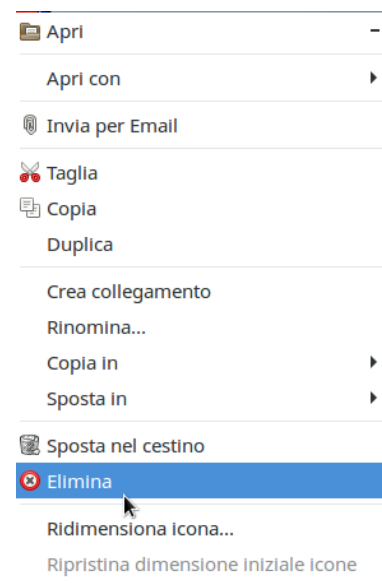 Apri
Apri con
Invia per Email
Taglia
Copia
Duplica
Crea collegamento
Rinomina...
Copia in
Sposta in
Sposta nel cestino
Elimina
Ridimensiona icona...
Ripristina dimensione iniziale icone